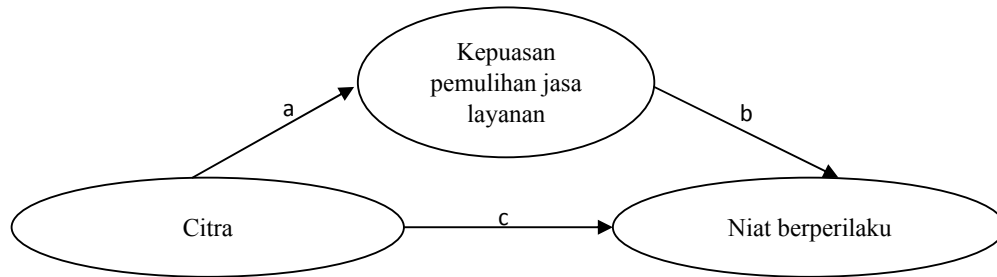 Kepuasan
pemulihan jasa
layanan
a
b
Citra
c
Niat berperilaku